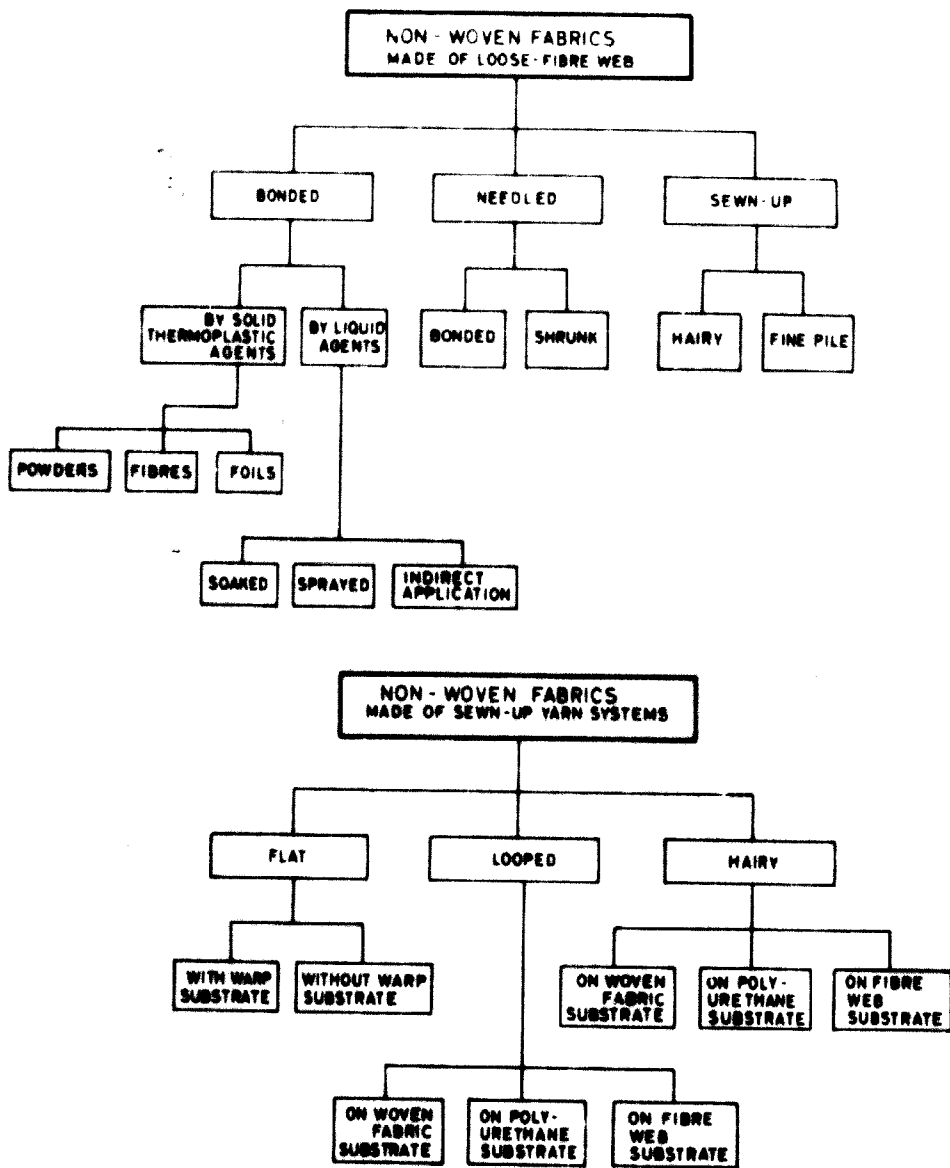 NON - WOVEN FABRICS
MADE OF LOOSE-FIBRE WEB
BONDED
NEEDLED
SEWN-UP
BY SOLID
THERMOPLASTIC
AGENTS
BY LIQUID
AGENTS
BONDED
SHRUNK
HAIRY
FINE PILE
POWDERS
FIBRES
FOILS
SOAKED
SPRAYED
INDIRECT
APPLICATION
NON - WOVEN FABRICS
MADE OF SEWN-UP YARN SYSTEMS
FLAT
LOOPED
HAIRY
WITH WARP
SUBSTRATE
WITHOUT WARP
SUBSTRATE
ON WOVEN
FABRIC
SUBSTRATE
ON POLY-
URETHANE
SUBSTRATE
ON FIBRE
WEB
SUBSTRATE
ON WOVEN
FABRIC
SUBSTRATE
ON POLY-
URETHANE
SUBSTRATE
ON FIBRE
WEB
SUBSTRATE